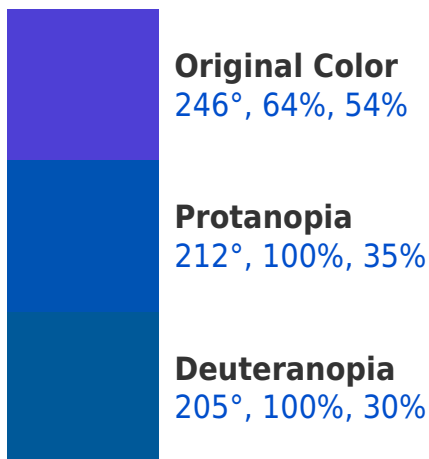 Original Color
246°, 64%, 54%
Protanopia
212°, 100%, 35%
Deuteranopia
205°, 100%, 30%